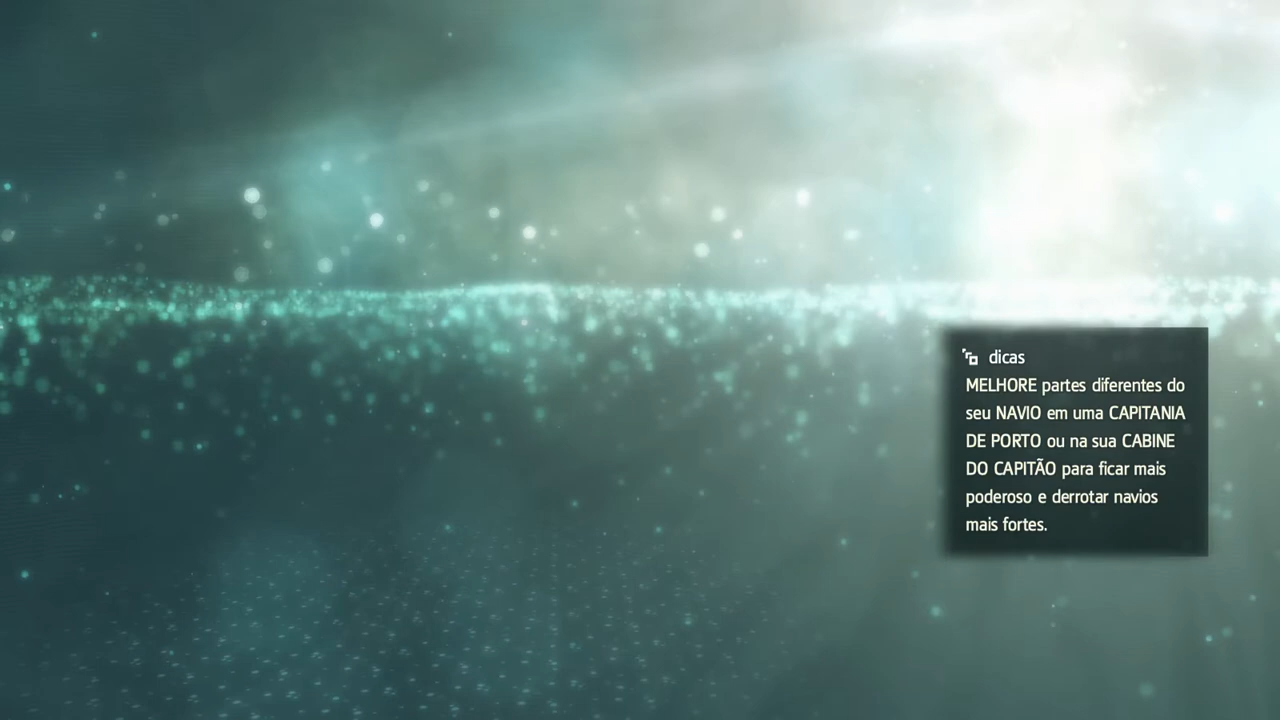 dicas
MELHORE partes diferentes do
seu NAVIO em uma CAPITANIA
DE PORTO ou na sua CABINE
DO CAPITÃO para ficar mais
poderoso e derrotar navios
mais fortes.